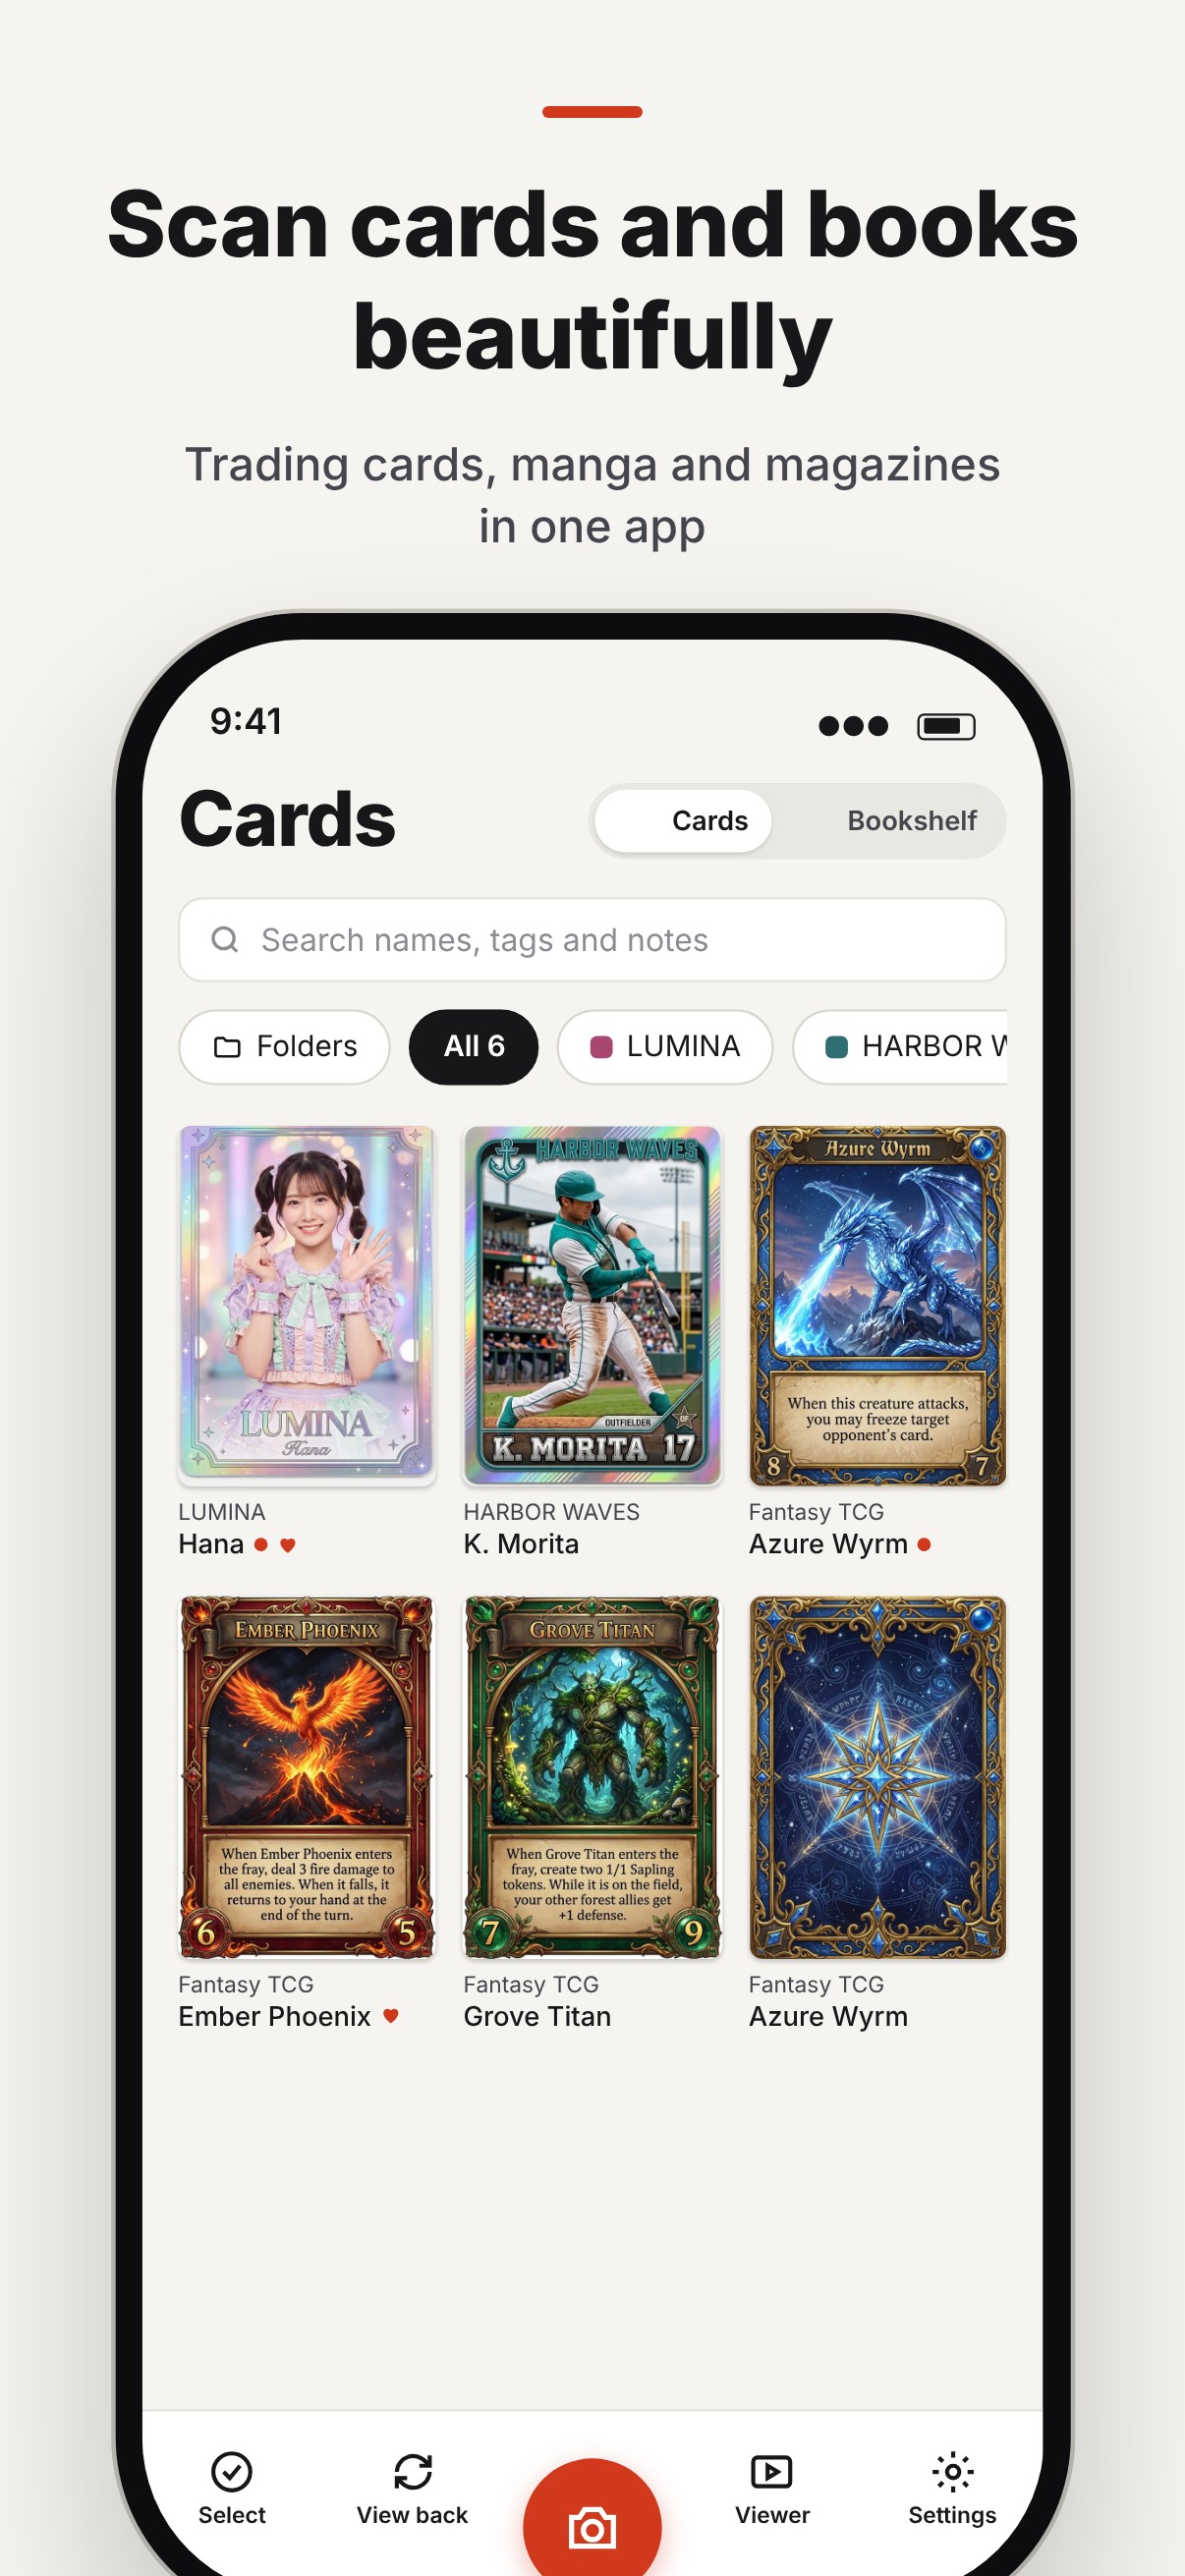 Scan cards and books
beautifully
Trading cards, manga and magazines
in one app
9:41
Cards
Cards
Bookshelf
Search names, tags and notes
Folders
All 6
LUMINA
HARBOR W
LUMINA
Hana
HARBOR WAVES
OUTFIELDER
OF
K. MORITA 17
Azure Wyrm
When this creature attacks,
you may freeze target
opponent's card.
8
7
LUMINA
Hana
HARBOR WAVES
K. Morita
Fantasy TCG
Azure Wyrm
EMBER PHOENIX
When Ember Phoenix enters
the fray, deal 3 fire damage to
all enemies. When it falls, it
returns to your hand at the
end of the turn.
6
5
GROVE TITAN
When Grove Titan enters the
fray, create two 1/1 Sapling
tokens. While it is on the field,
your other forest allies get
+1 defense.
7
9
Fantasy TCG
Ember Phoenix
Fantasy TCG
Grove Titan
Fantasy TCG
Azure Wyrm
Select
View back
Viewer
Settings